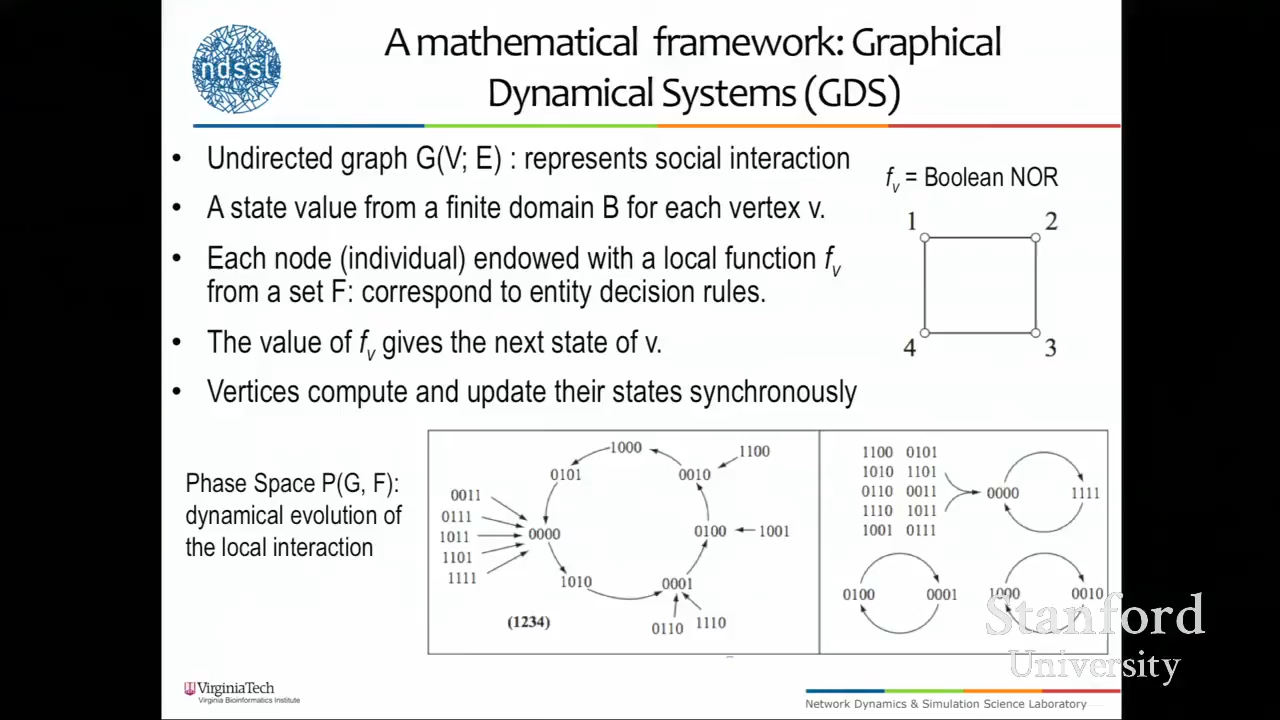 ndssl
A mathematical framework: Graphical
Dynamical Systems (GDS)
• Undirected graph G(V; E) : represents social interaction
• A state value from a finite domain B for each vertex v.
• Each node (individual) endowed with a local function fv
from a set F: correspond to entity decision rules.
• The value of fv gives the next state of v.
• Vertices compute and update their states synchronously
fv = Boolean NOR
1 2
4 3
Phase Space P(G, F):
dynamical evolution of
the local interaction
1000
0101 0010 1100
0011
0111
1011 0000 0100 1001
1101
1111 1010 0001
(1234) 0110 1110
1100 0101
1010 1101
0110 0011 0000 1111
1110 1011
1001 0111
0100 0001 1000 0010
Stanford
University
VirginiaTech
Virginia Bioinformatics Institute
Network Dynamics & Simulation Science Laboratory